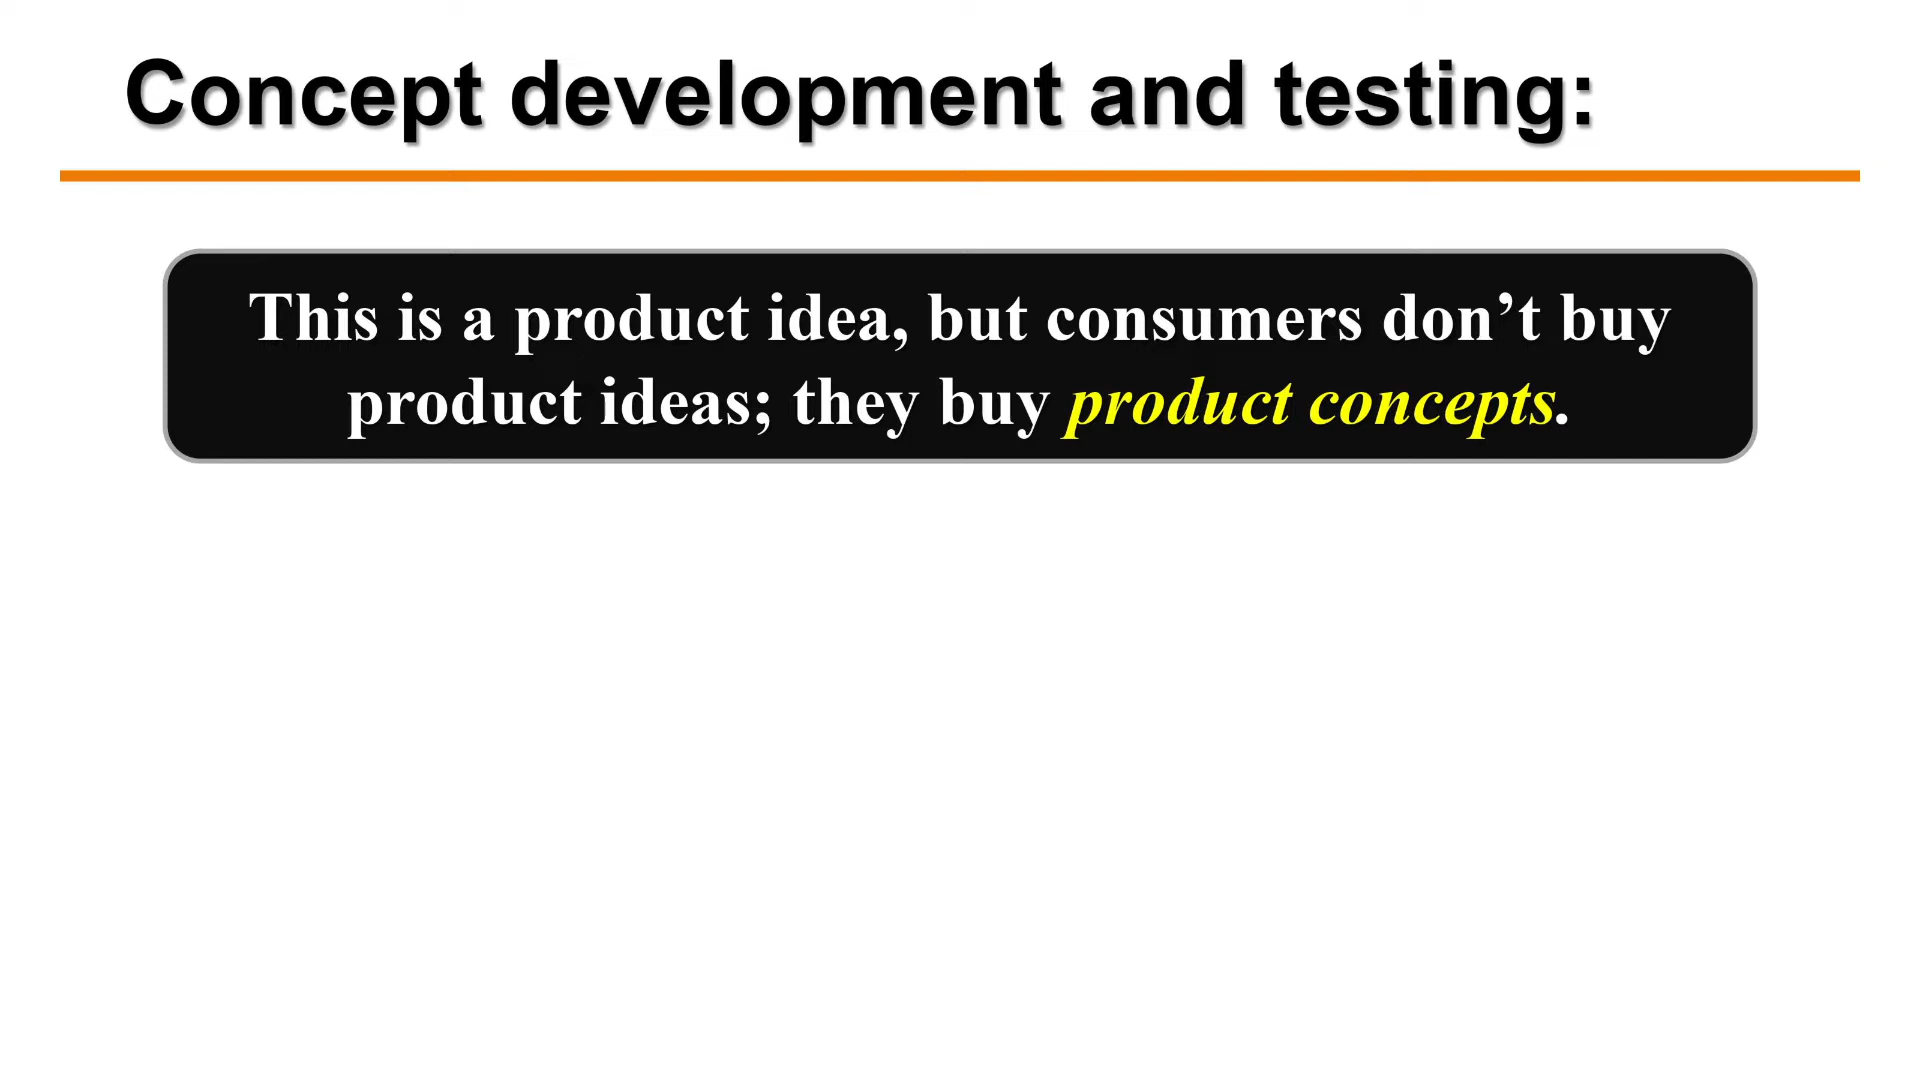 Concept development and testing:
This is a product idea, but consumers don’t buy
product ideas; they buy product concepts.